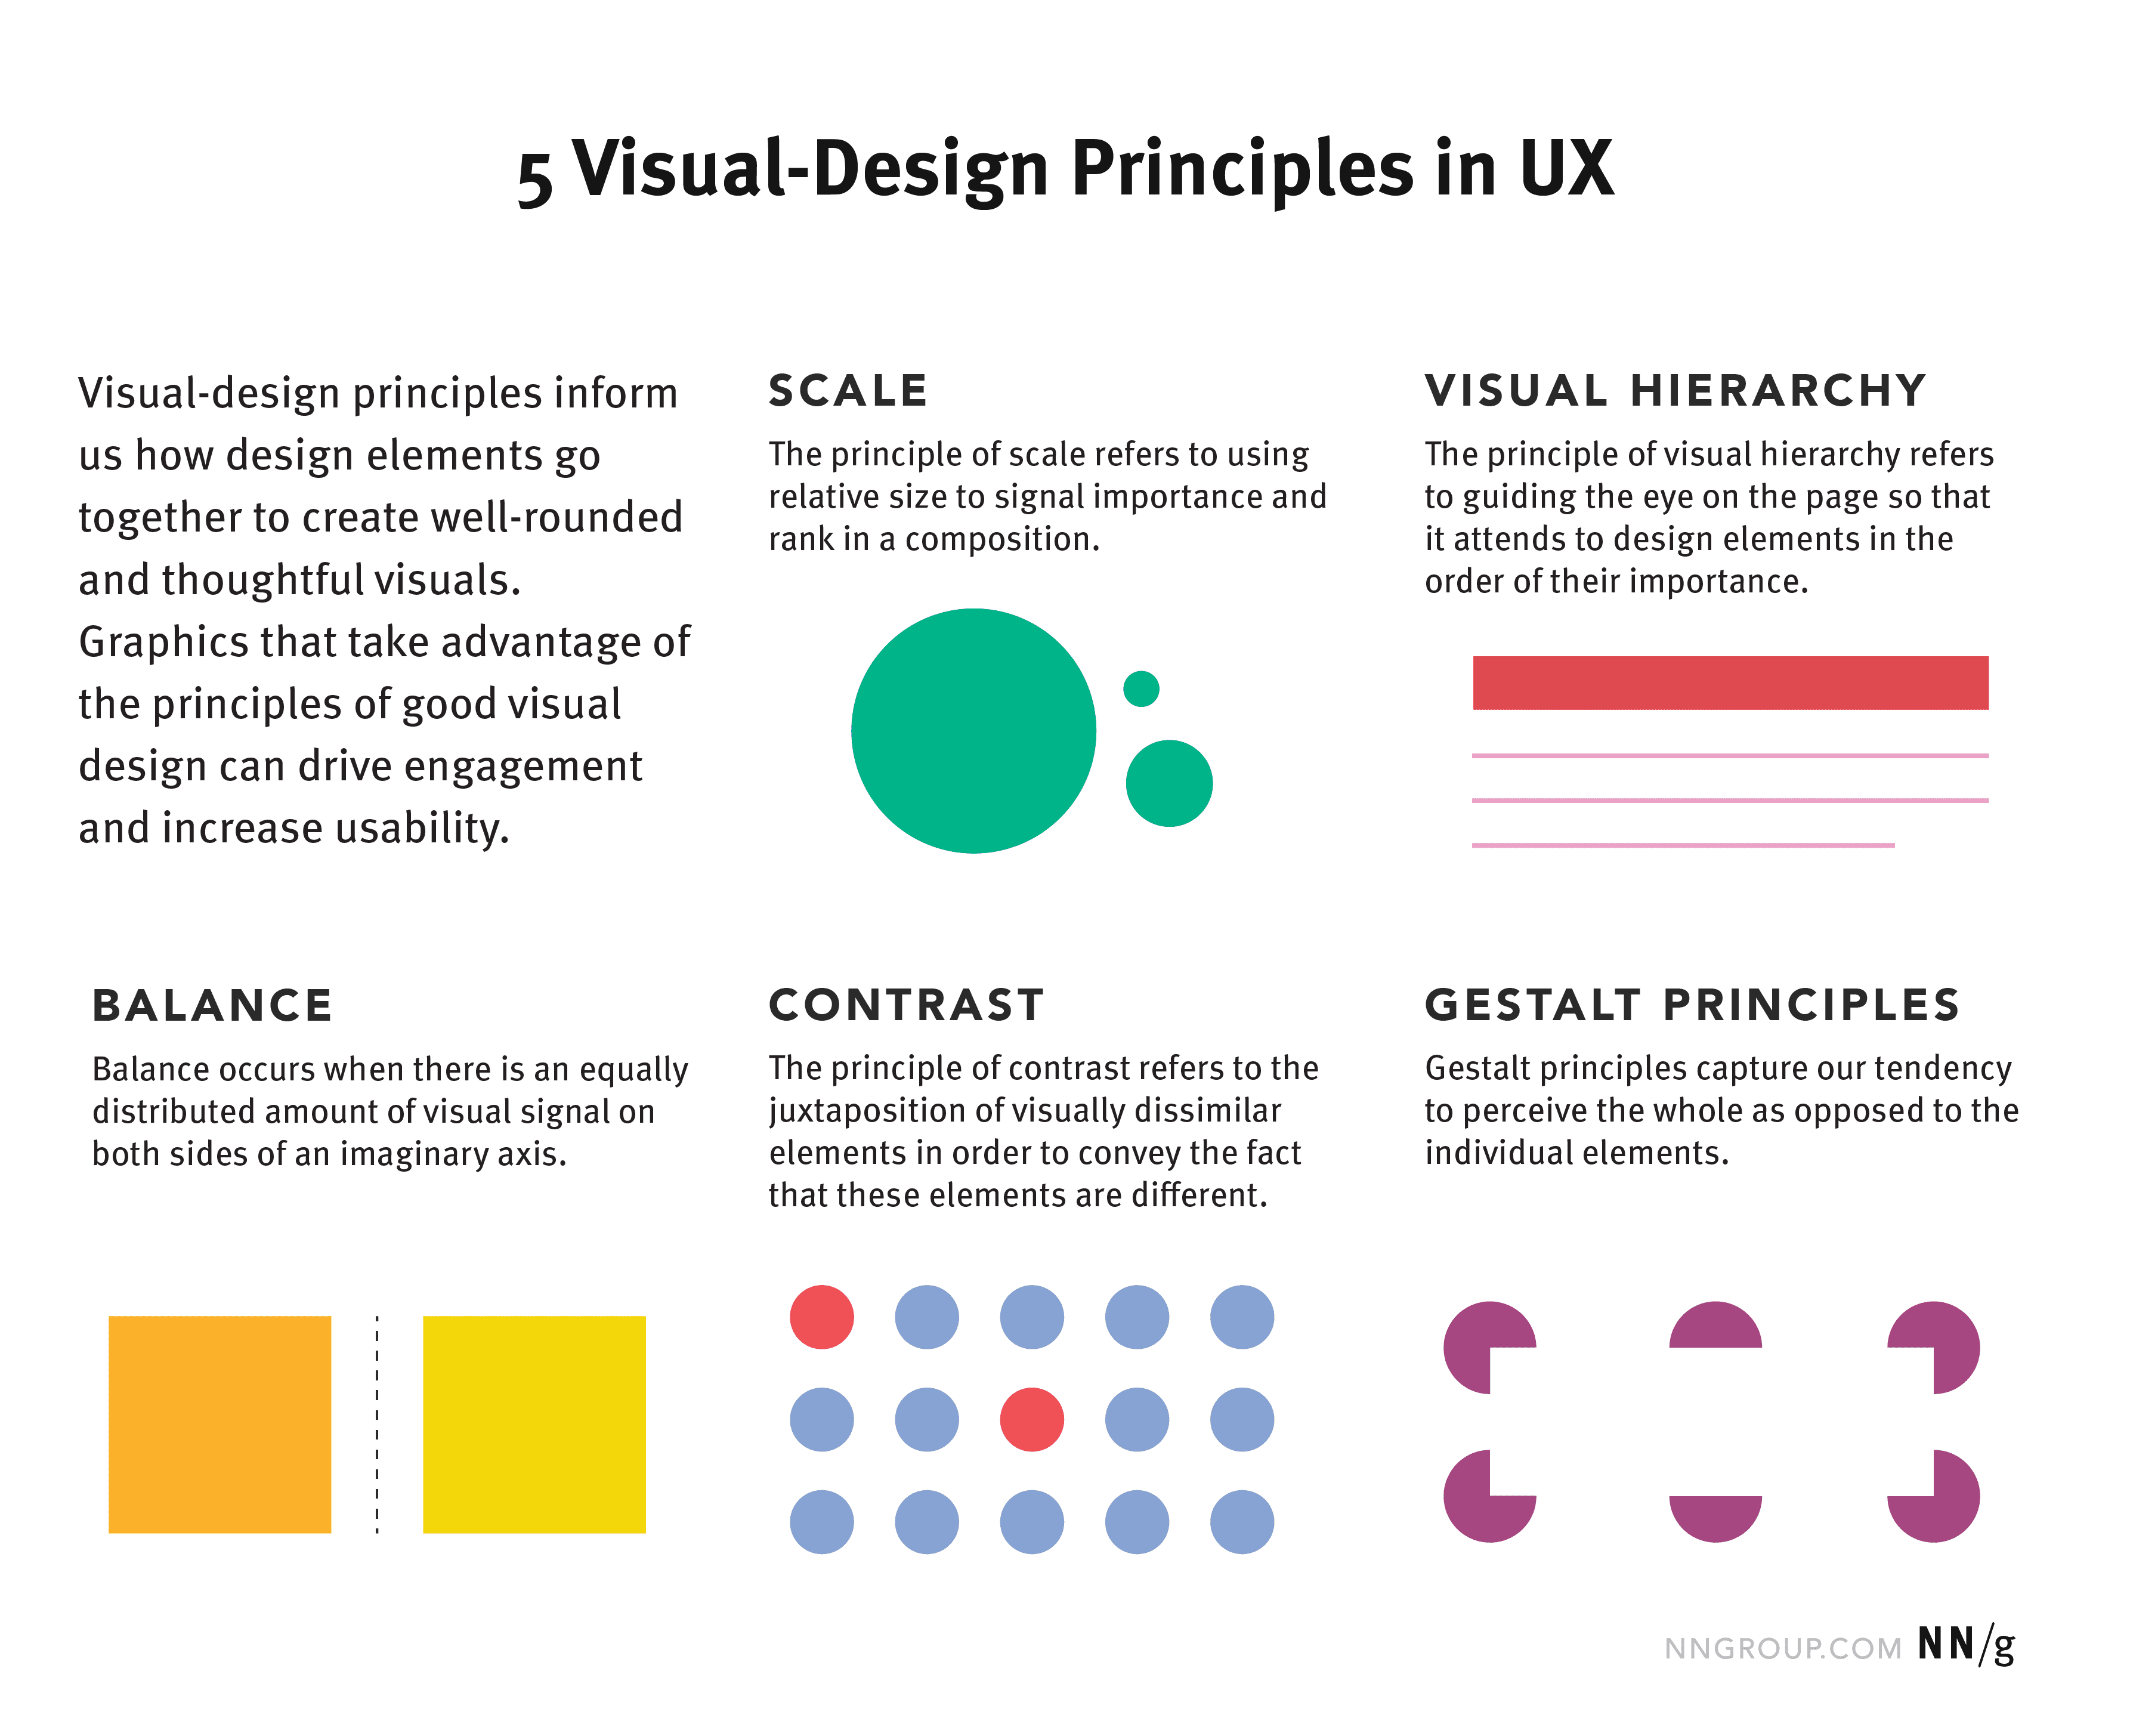 5 Visual-Design Principles in UX
Visual-design principles inform
us how design elements go
together to create well-rounded
and thoughtful visuals.
Graphics that take advantage of
the principles of good visual
design can drive engagement
and increase usability.
SCALE
The principle of scale refers to using
relative size to signal importance and
rank in a composition.
VISUAL HIERARCHY
The principle of visual hierarchy refers
to guiding the eye on the page so that
it attends to design elements in the
order of their importance.
BALANCE
Balance occurs when there is an equally
distributed amount of visual signal on
both sides of an imaginary axis.
CONTRAST
The principle of contrast refers to the
juxtaposition of visually dissimilar
elements in order to convey the fact
that these elements are different.
GESTALT PRINCIPLES
Gestalt principles capture our tendency
to perceive the whole as opposed to the
individual elements.
NNGROUP.COM NN/g